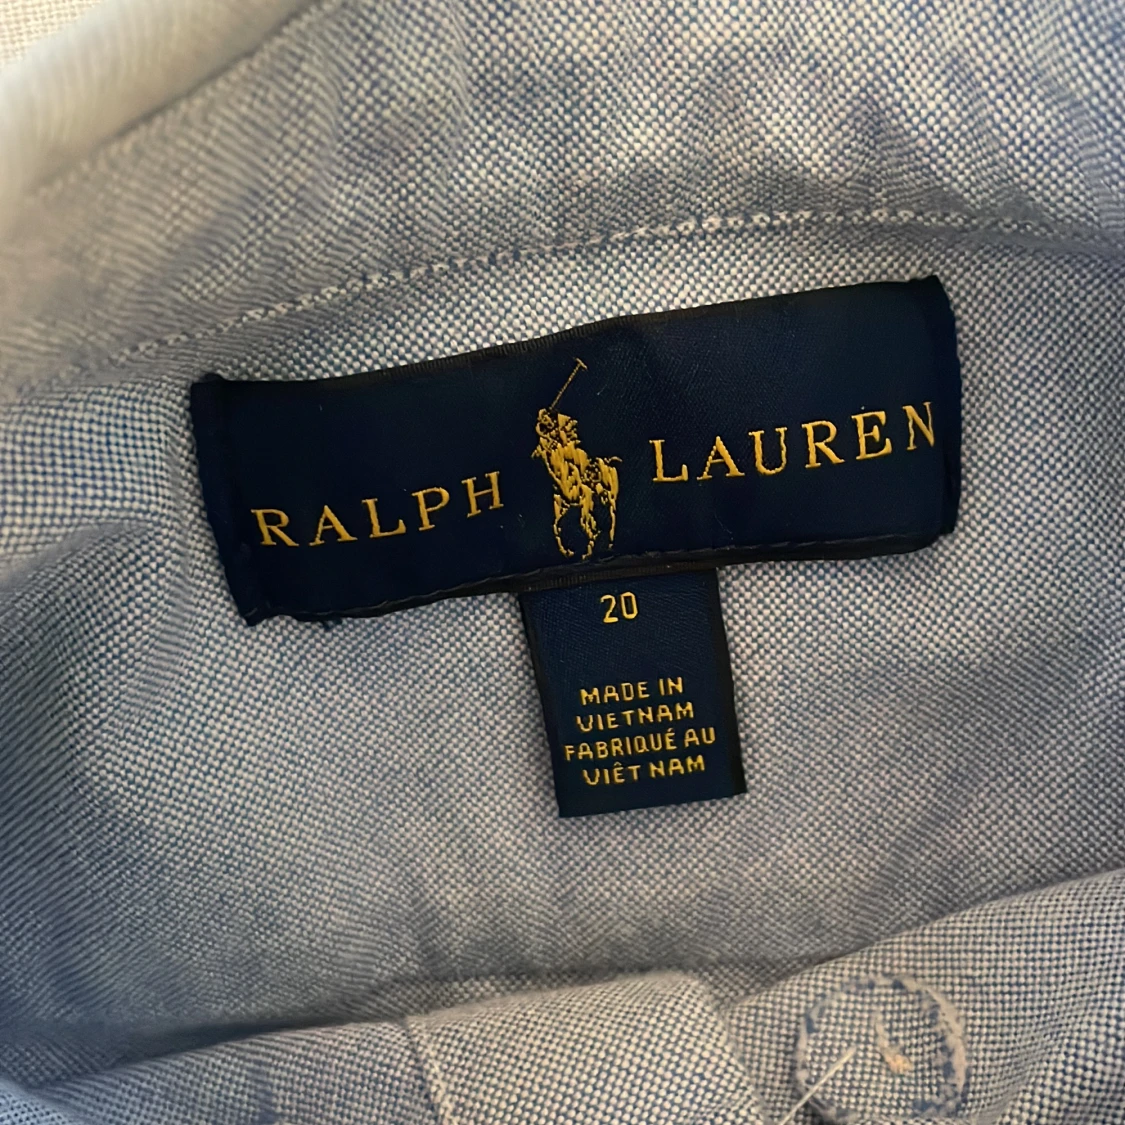 RALPH LAUREN
20
MADE IN
VIETNAM
FABRIQUÉ AU
VIÊT NAM